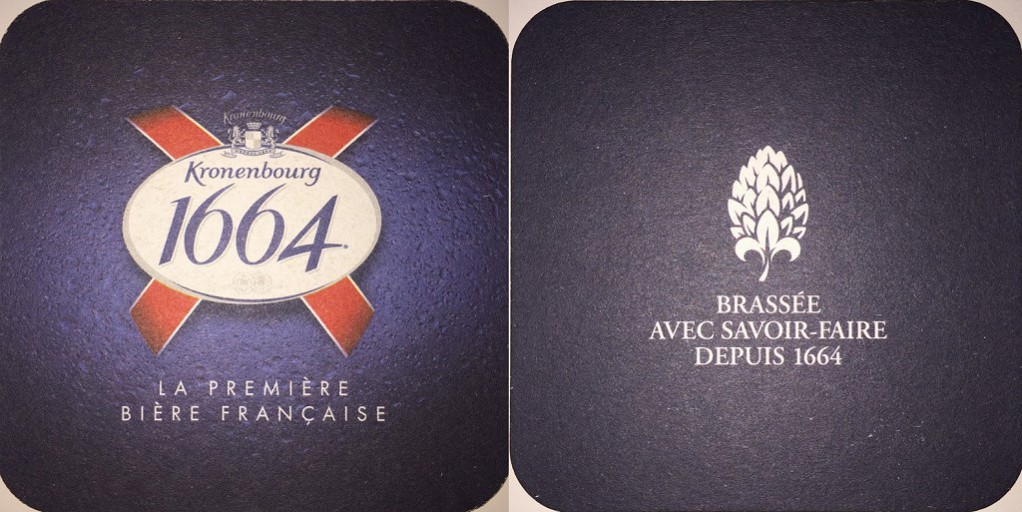 Kronenbourg
Kronenbourg
1664
LA PREMIÈRE
BIÈRE FRANÇAISE
BRASSÉE
AVEC SAVOIR-FAIRE
DEPUIS 1664